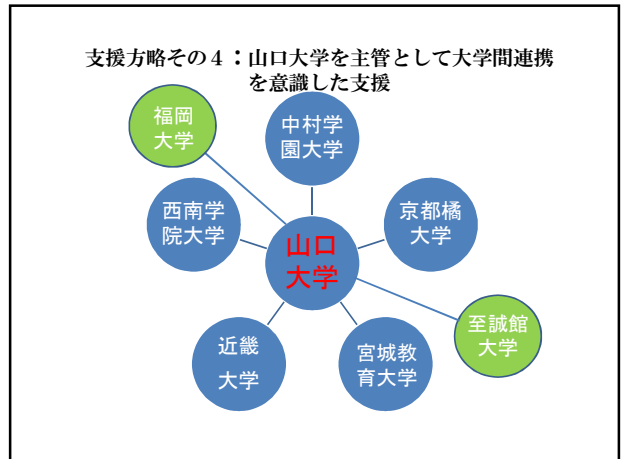 支援方略その４：山口大学を主管として大学間連携
を意識した支援
福岡
大学
中村学
園大学
西南学
院大学
京都橘
大学
山口
大学
至誠館
大学
近畿
大学
宮城教
育大学